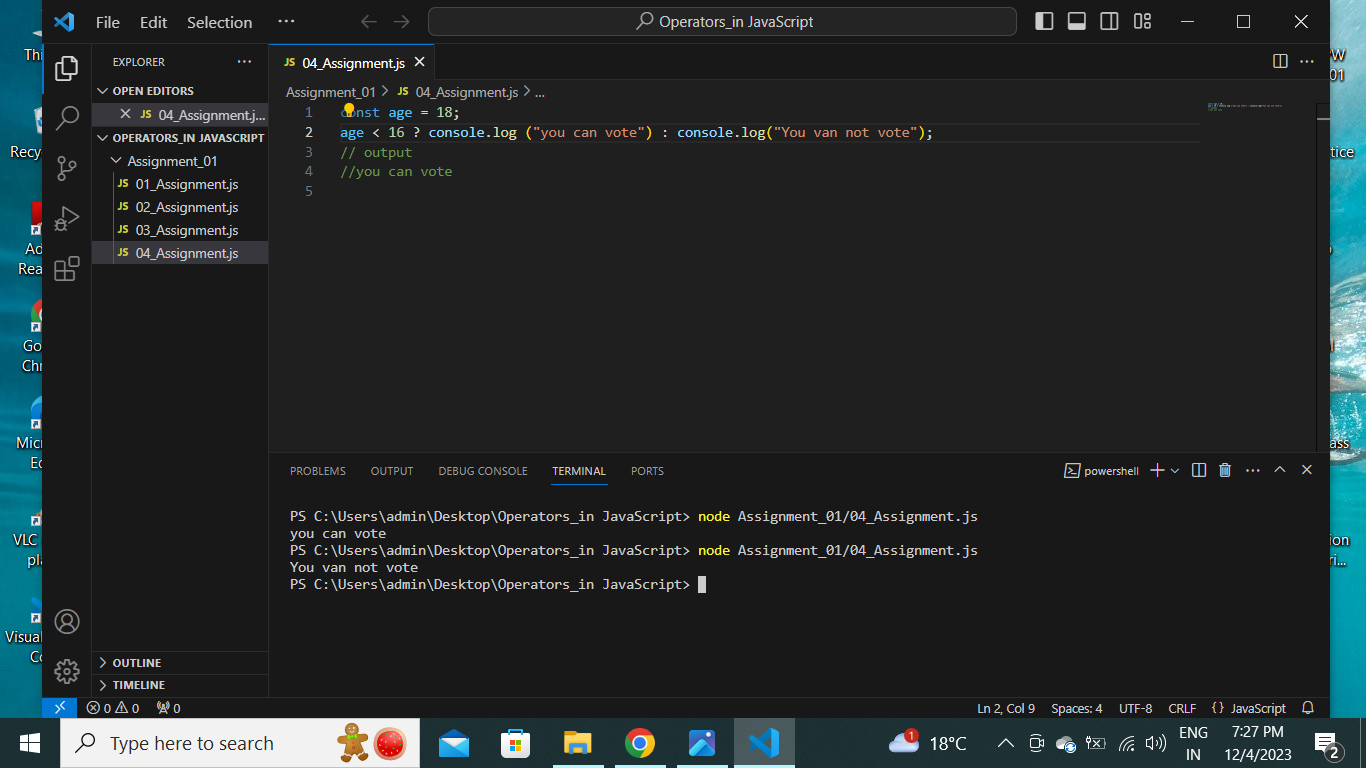 File Edit Selection ···
Operators_in JavaScript
EXPLORER ···
OPEN EDITORS
JS 04_Assignment.j...
OPERATORS_IN JAVASCRIPT
Assignment_01
JS 01_Assignment.js
JS 02_Assignment.js
JS 03_Assignment.js
JS 04_Assignment.js
OUTLINE
TIMELINE
JS 04_Assignment.js
Assignment_01 > JS 04_Assignment.js > ...
1 const age = 18;
2 age < 16 ? console.log ("you can vote") : console.log("You van not vote");
3 // output
4 //you can vote
5
PROBLEMS OUTPUT DEBUG CONSOLE TERMINAL PORTS
powershell
PS C:\Users\admin\Desktop\Operators_in JavaScript> node Assignment_01/04_Assignment.js
you can vote
PS C:\Users\admin\Desktop\Operators_in JavaScript> node Assignment_01/04_Assignment.js
You van not vote
PS C:\Users\admin\Desktop\Operators_in JavaScript>
0 0 0
Ln 2, Col 9 Spaces: 4 UTF-8 CRLF { } JavaScript
Type here to search
1 18°C
ENG
IN
7:27 PM
12/4/2023
2